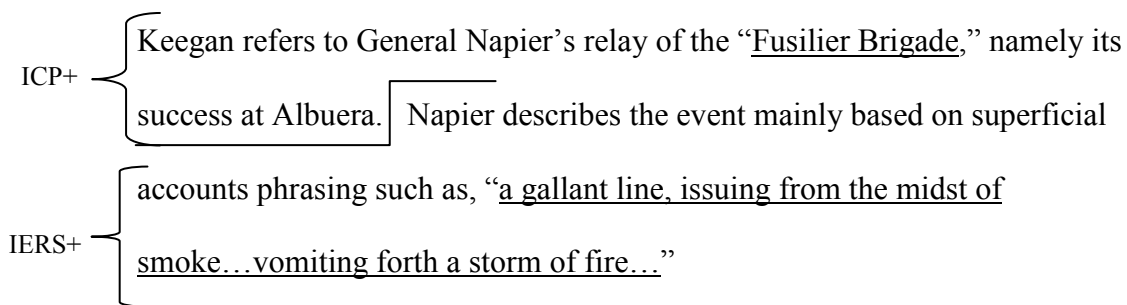 Keegan refers to General Napier’s relay of the “Fusilier Brigade,” namely its
ICP+
success at Albuera. Napier describes the event mainly based on superficial
accounts phrasing such as, “a gallant line, issuing from the midst of
IERS+
smoke…vomiting forth a storm of fire…”